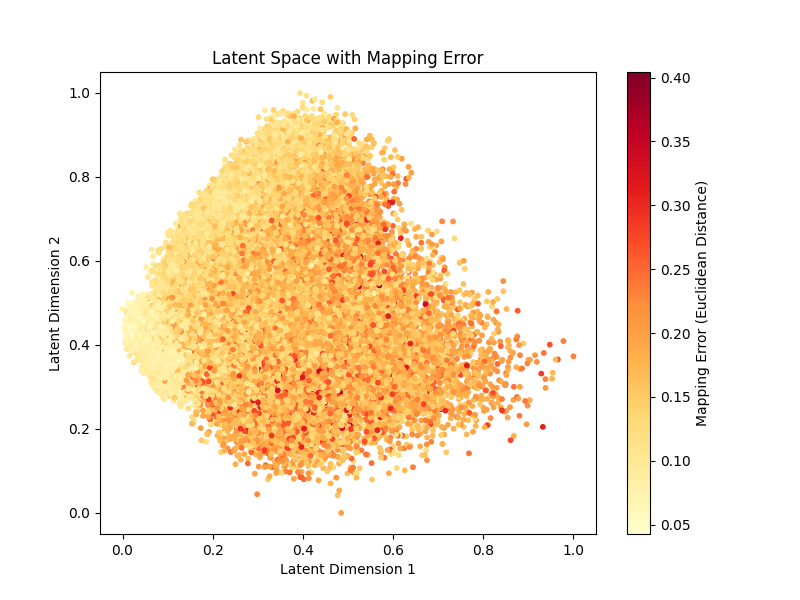 Latent Space with Mapping Error
1.0
0.8
0.6
0.4
0.2
0.0
Latent Dimension 2
0.0 0.2 0.4 0.6 0.8 1.0
Latent Dimension 1
0.40
0.35
0.30
0.25
0.20
0.15
0.10
0.05
Mapping Error (Euclidean Distance)